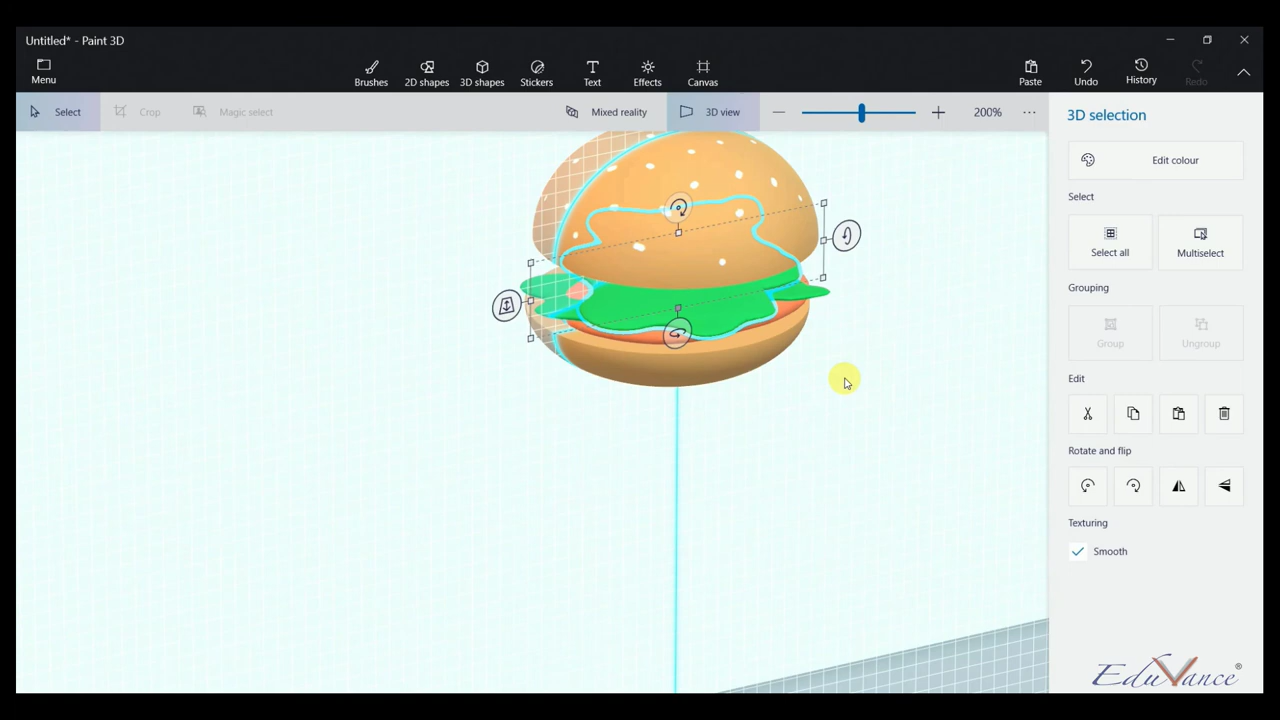 Untitled* - Paint 3D
Menu
Brushes
2D shapes
3D shapes
Stickers
Text
Effects
Canvas
Paste
Undo
History
Redo
Select
Crop
Magic select
Mixed reality
3D view
200%
3D selection
Edit colour
Select
Select all
Multiselect
Grouping
Group
Ungroup
Edit
Rotate and flip
Texturing
Smooth
EduVance®